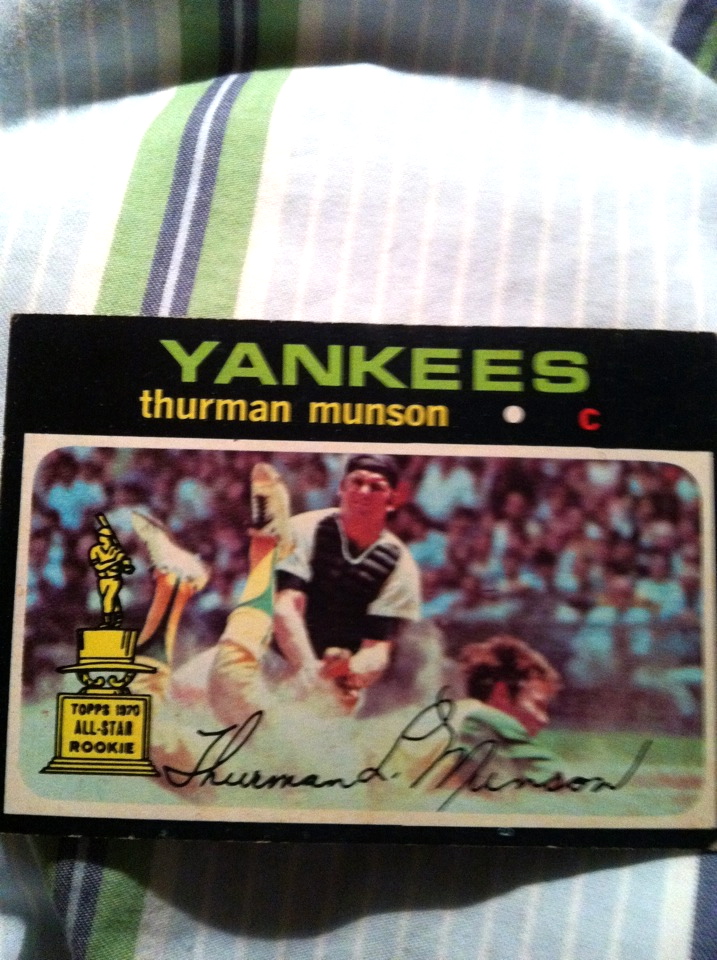 YANKEES
thurman munson • c
TOPPS 1970
ALL-STAR
ROOKIE
Thurman L. Munson